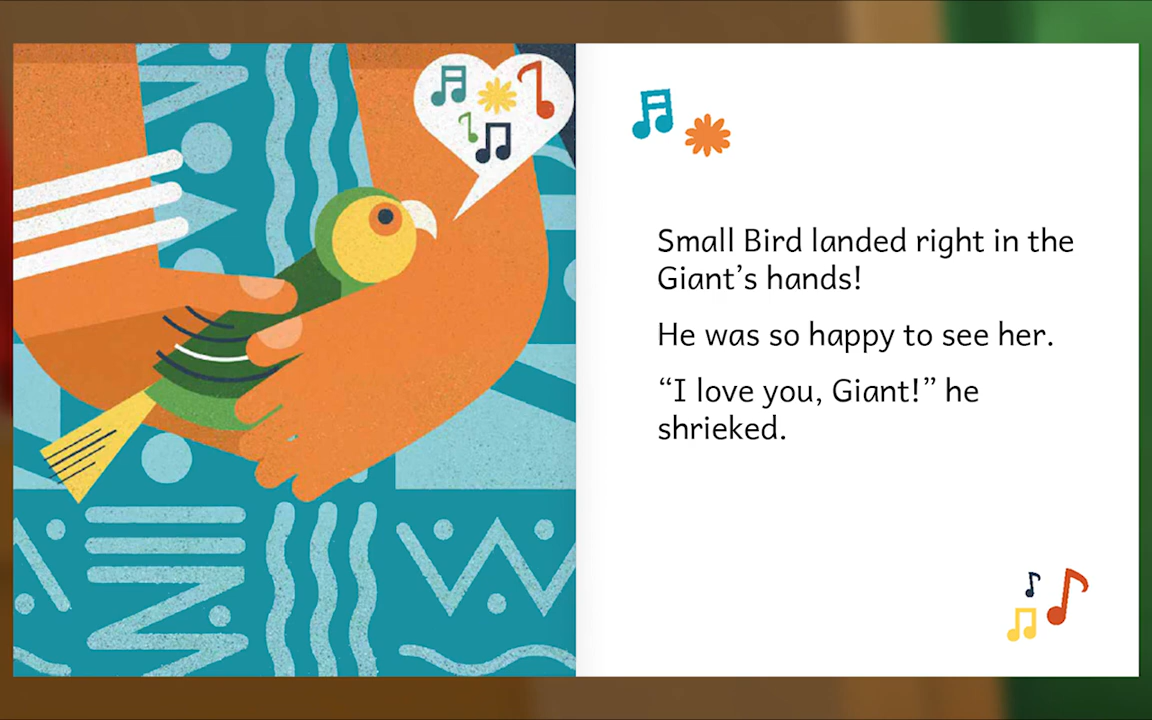 Small Bird landed right in the
Giant’s hands!
He was so happy to see her.
“I love you, Giant!” he
shrieked.